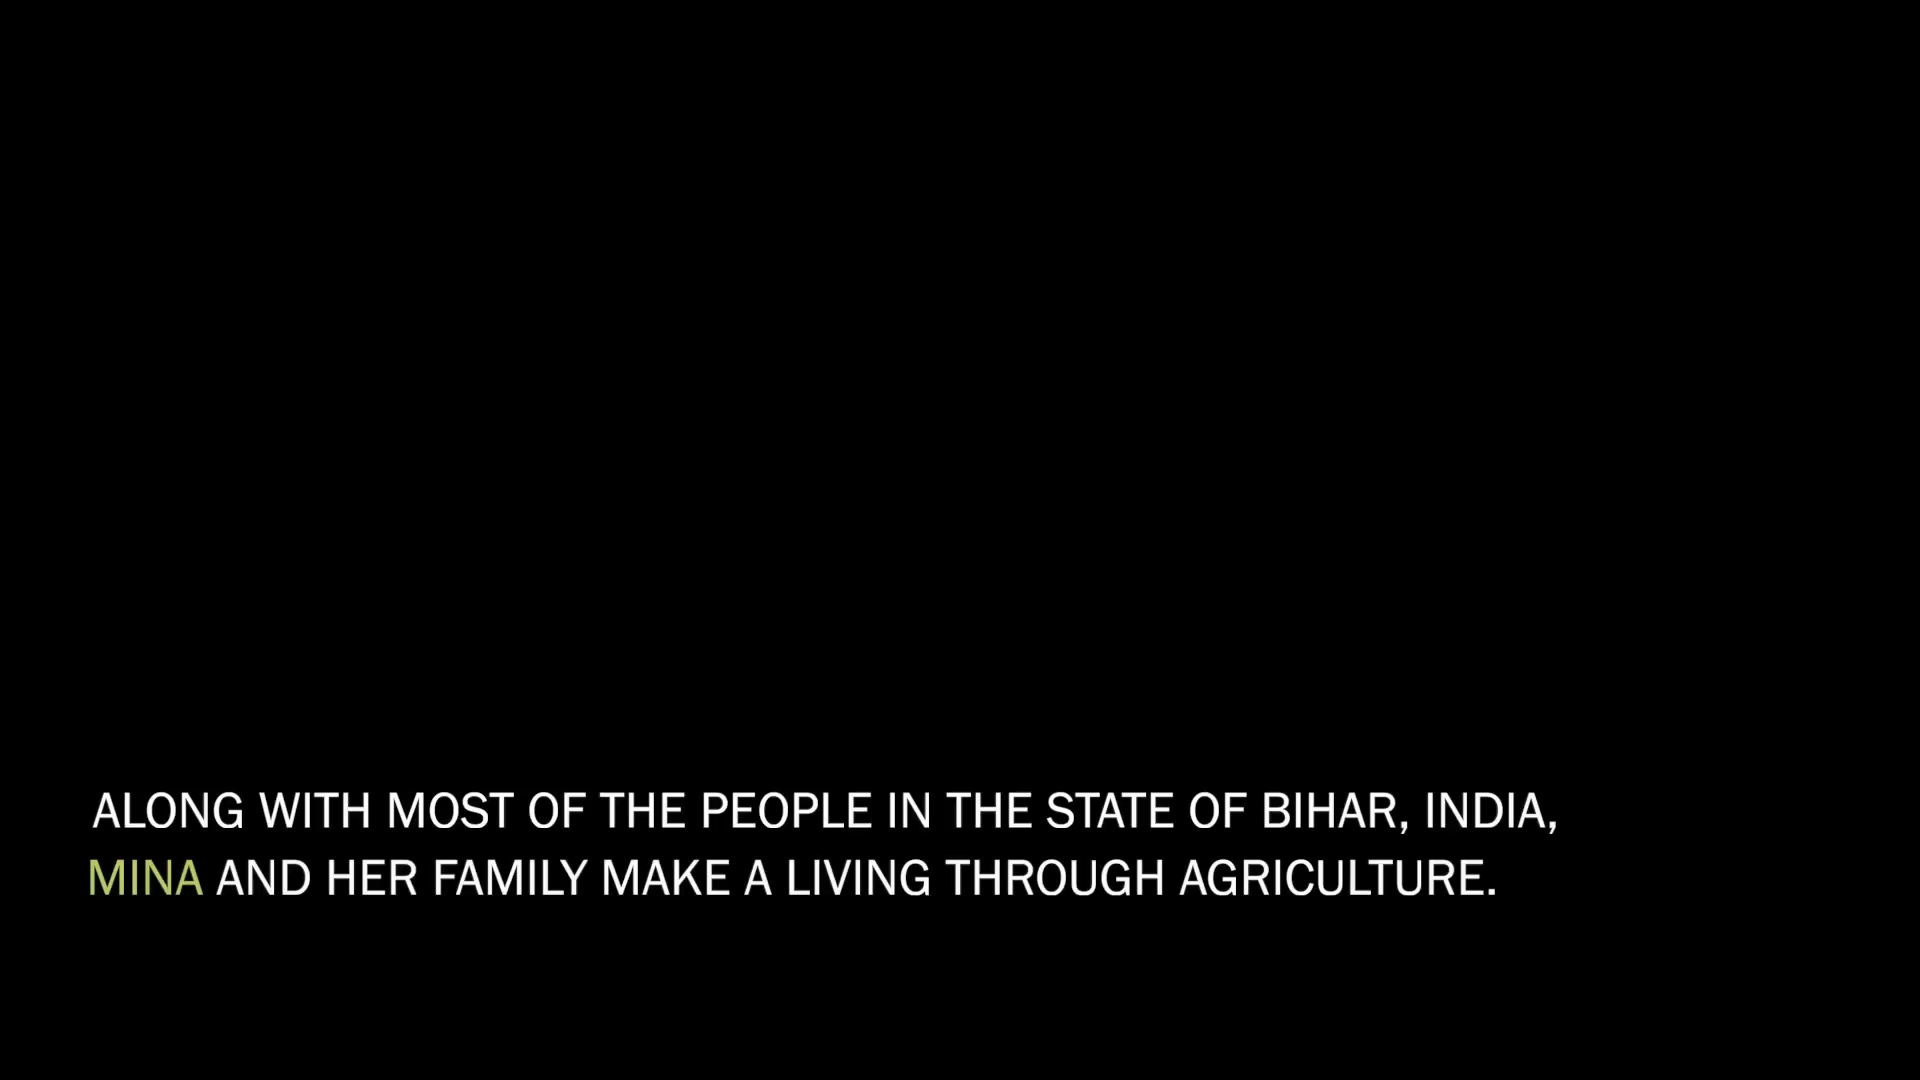 ALONG WITH MOST OF THE PEOPLE IN THE STATE OF BIHAR, INDIA,
MINA AND HER FAMILY MAKE A LIVING THROUGH AGRICULTURE.